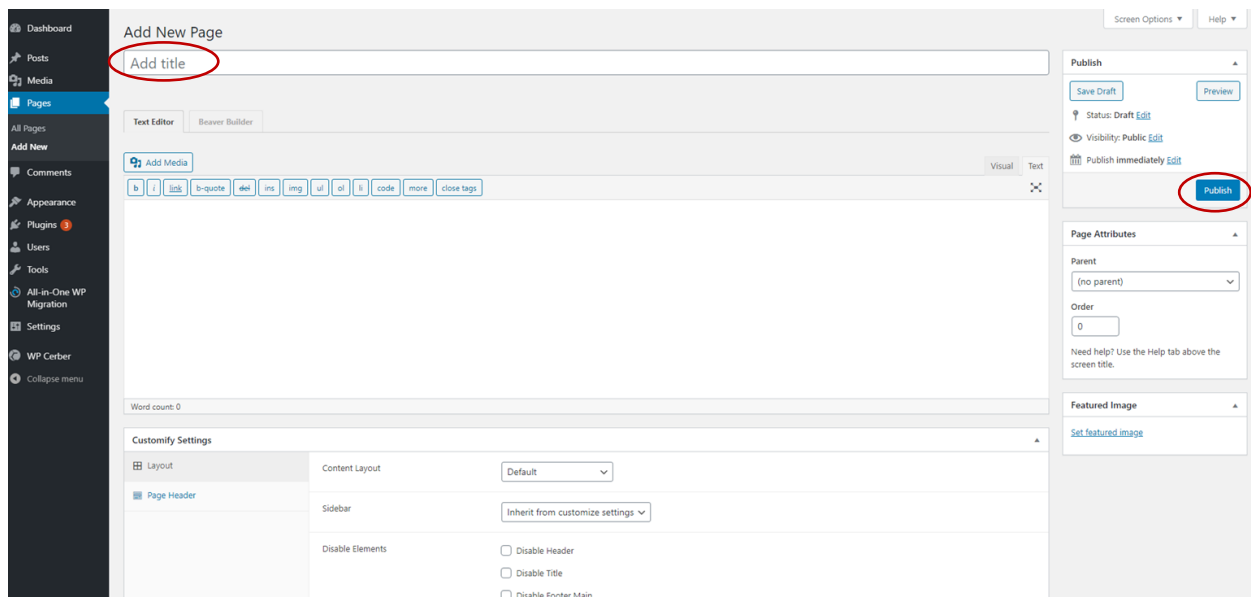 Dashboard
Posts
Media
Pages
All Pages
Add New
Comments
Appearance
Plugins 3
Users
Tools
All-in-One WP
Migration
Settings
WP Cerber
Collapse menu
Screen Options
Help
Add New Page
Add title
Text Editor
Beaver Builder
Add Media
Visual
Text
b
i
link
b-quote
del
ins
img
ul
ol
li
code
more
close tags
Word count: 0
Customify Settings
Layout
Page Header
Content Layout
Default
Sidebar
Inherit from customize settings
Disable Elements
Disable Header
Disable Title
Disable Footer Main
Publish
Save Draft
Preview
Status: Draft Edit
Visibility: Public Edit
Publish immediately Edit
Publish
Page Attributes
Parent
(no parent)
Order
0
Need help? Use the Help tab above the
screen title.
Featured Image
Set featured image